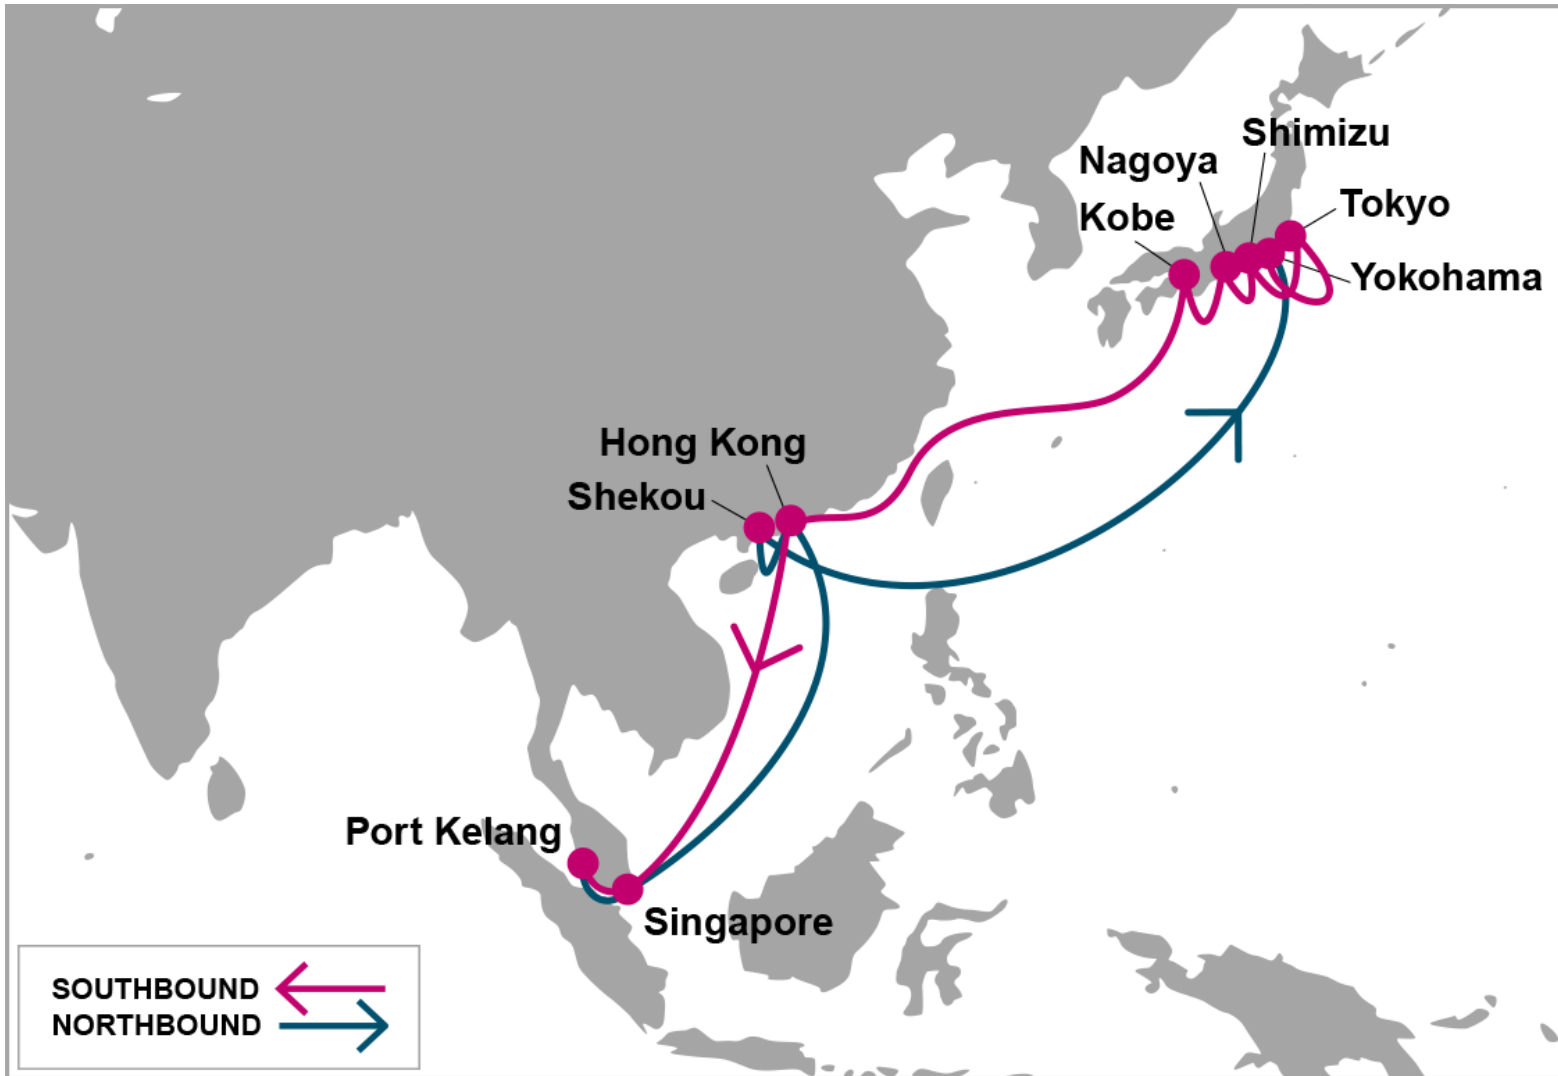 Shimizu
Nagoya
Tokyo
Kobe
Yokohama
Hong Kong
Shekou
Port Kelang
Singapore
SOUTHBOUND
NORTHBOUND